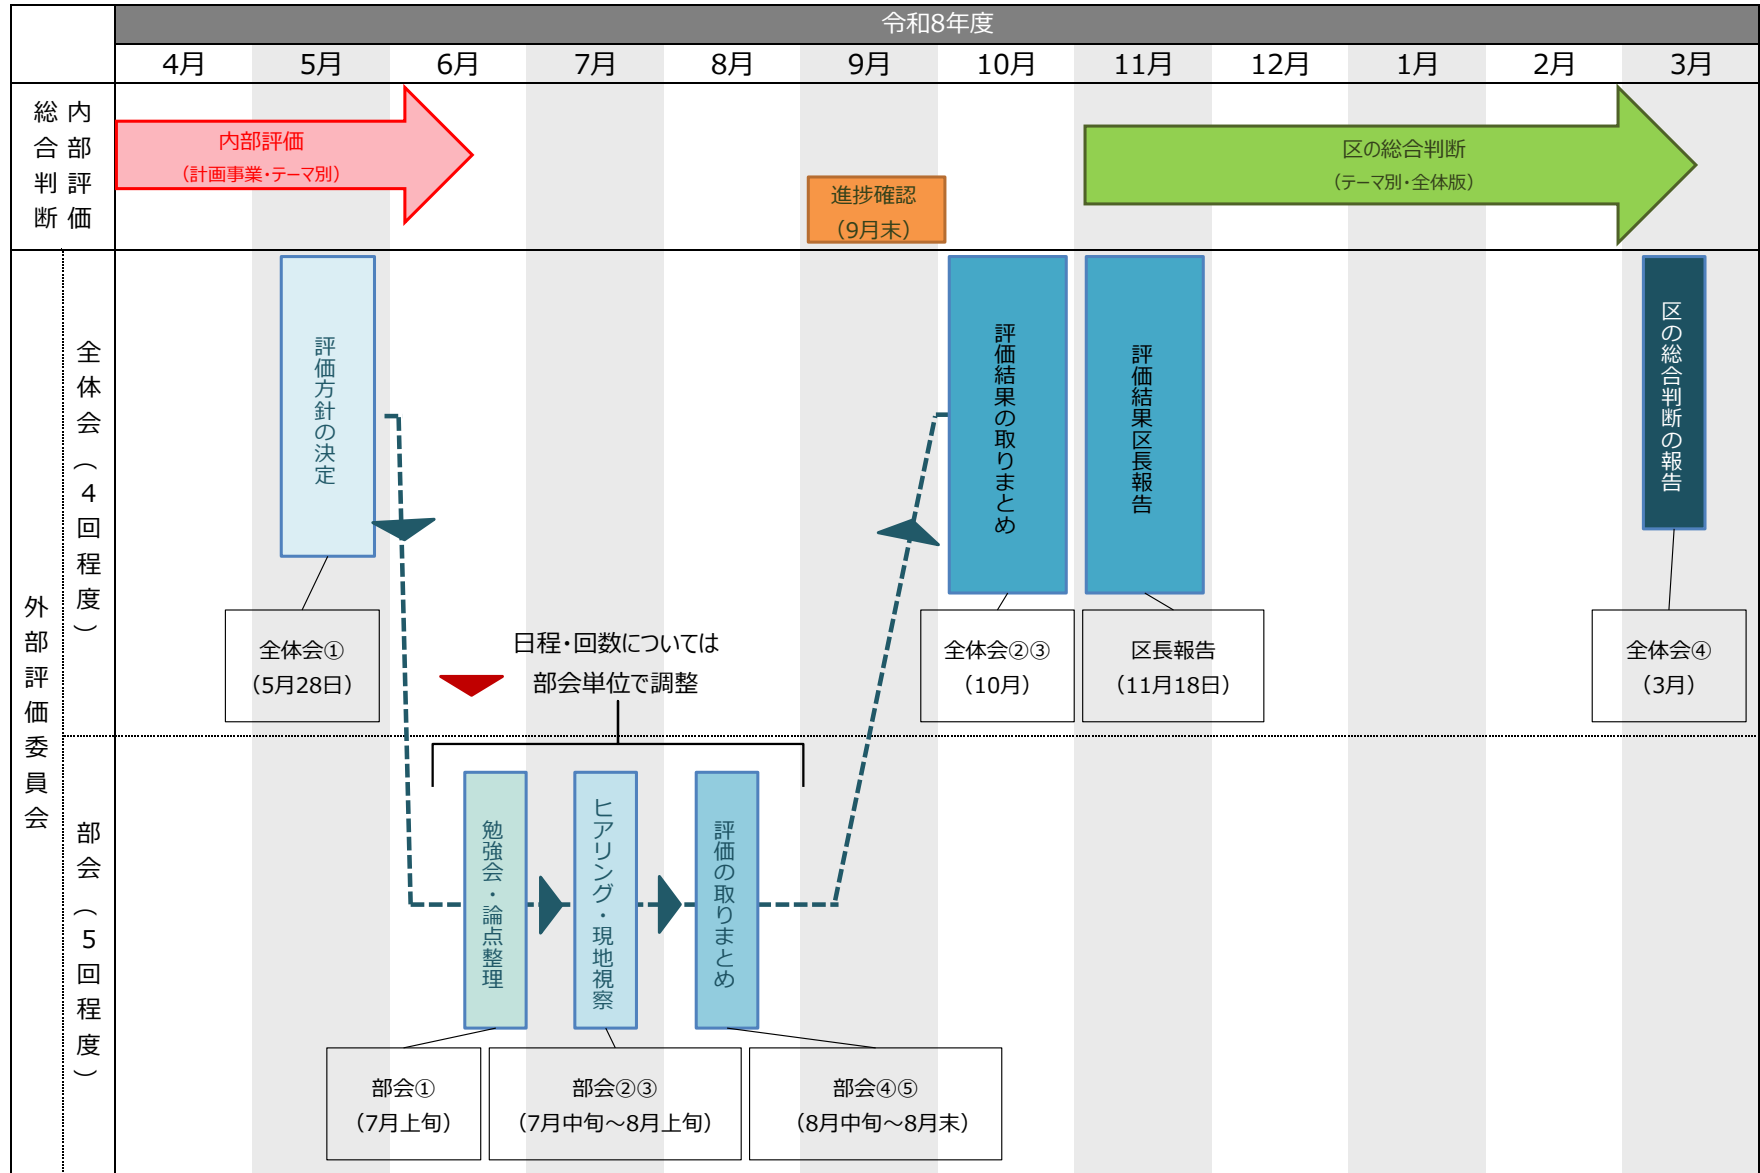 令和8年度
4月 5月 6月 7月 8月 9月 10月 11月 12月 1月 2月 3月
内部評価
総合判断
内部評価
（計画事業・テーマ別）
進捗確認
（9月末）
区の総合判断
（テーマ別・全体版）
外部評価委員会
全体会（4回程度）
評価方針の決定
評価結果の取りまとめ
評価結果区長報告
区の総合判断の報告
全体会①
（5月28日）
日程・回数については
部会単位で調整
全体会②③
（10月）
区長報告
（11月18日）
全体会④
（3月）
部会（5回程度）
勉強会・論点整理
ヒアリング・現地視察
評価の取りまとめ
部会①
（7月上旬）
部会②③
（7月中旬～8月上旬）
部会④⑤
（8月中旬～8月末）